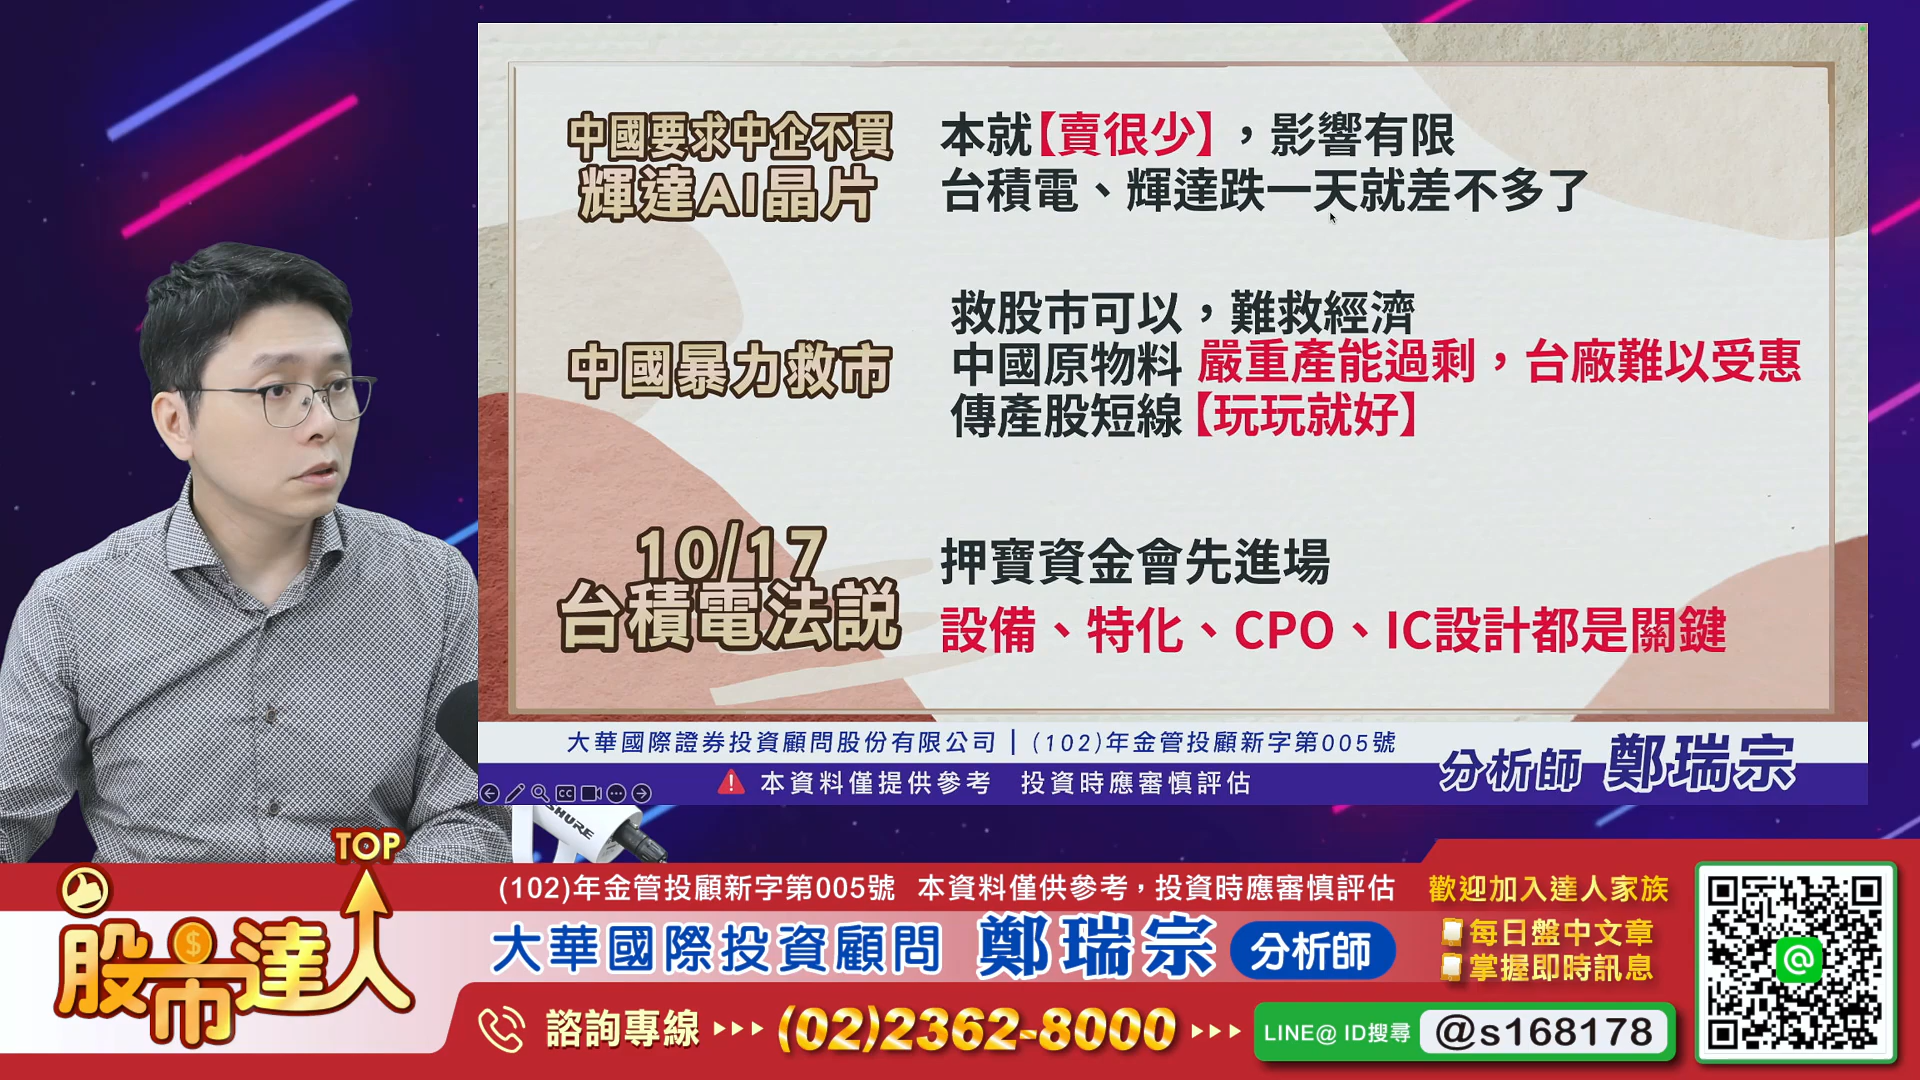 中國要求中企不買
輝達AI晶片
本就【賣很少】，影響有限
台積電、輝達跌一天就差不多了
中國暴力救市
救股市可以，難救經濟
中國原物料 嚴重產能過剩，台廠難以受惠
傳產股短線【玩玩就好】
10/17
台積電法説
押寶資金會先進場
設備、特化、CPO、IC設計都是關鍵
大華國際證券投資顧問股份有限公司 | (102)年金管投顧新字第005號
本資料僅提供參考 投資時應審慎評估
分析師 鄭瑞宗
CC
SHURE
TOP
股市達人
(102)年金管投顧新字第005號 本資料僅供參考，投資時應審慎評估
大華國際投資顧問 鄭瑞宗 分析師
諮詢專線 (02)2362-8000
歡迎加入達人家族
每日盤中文章
掌握即時訊息
LINE@ ID搜尋 @s168178
@